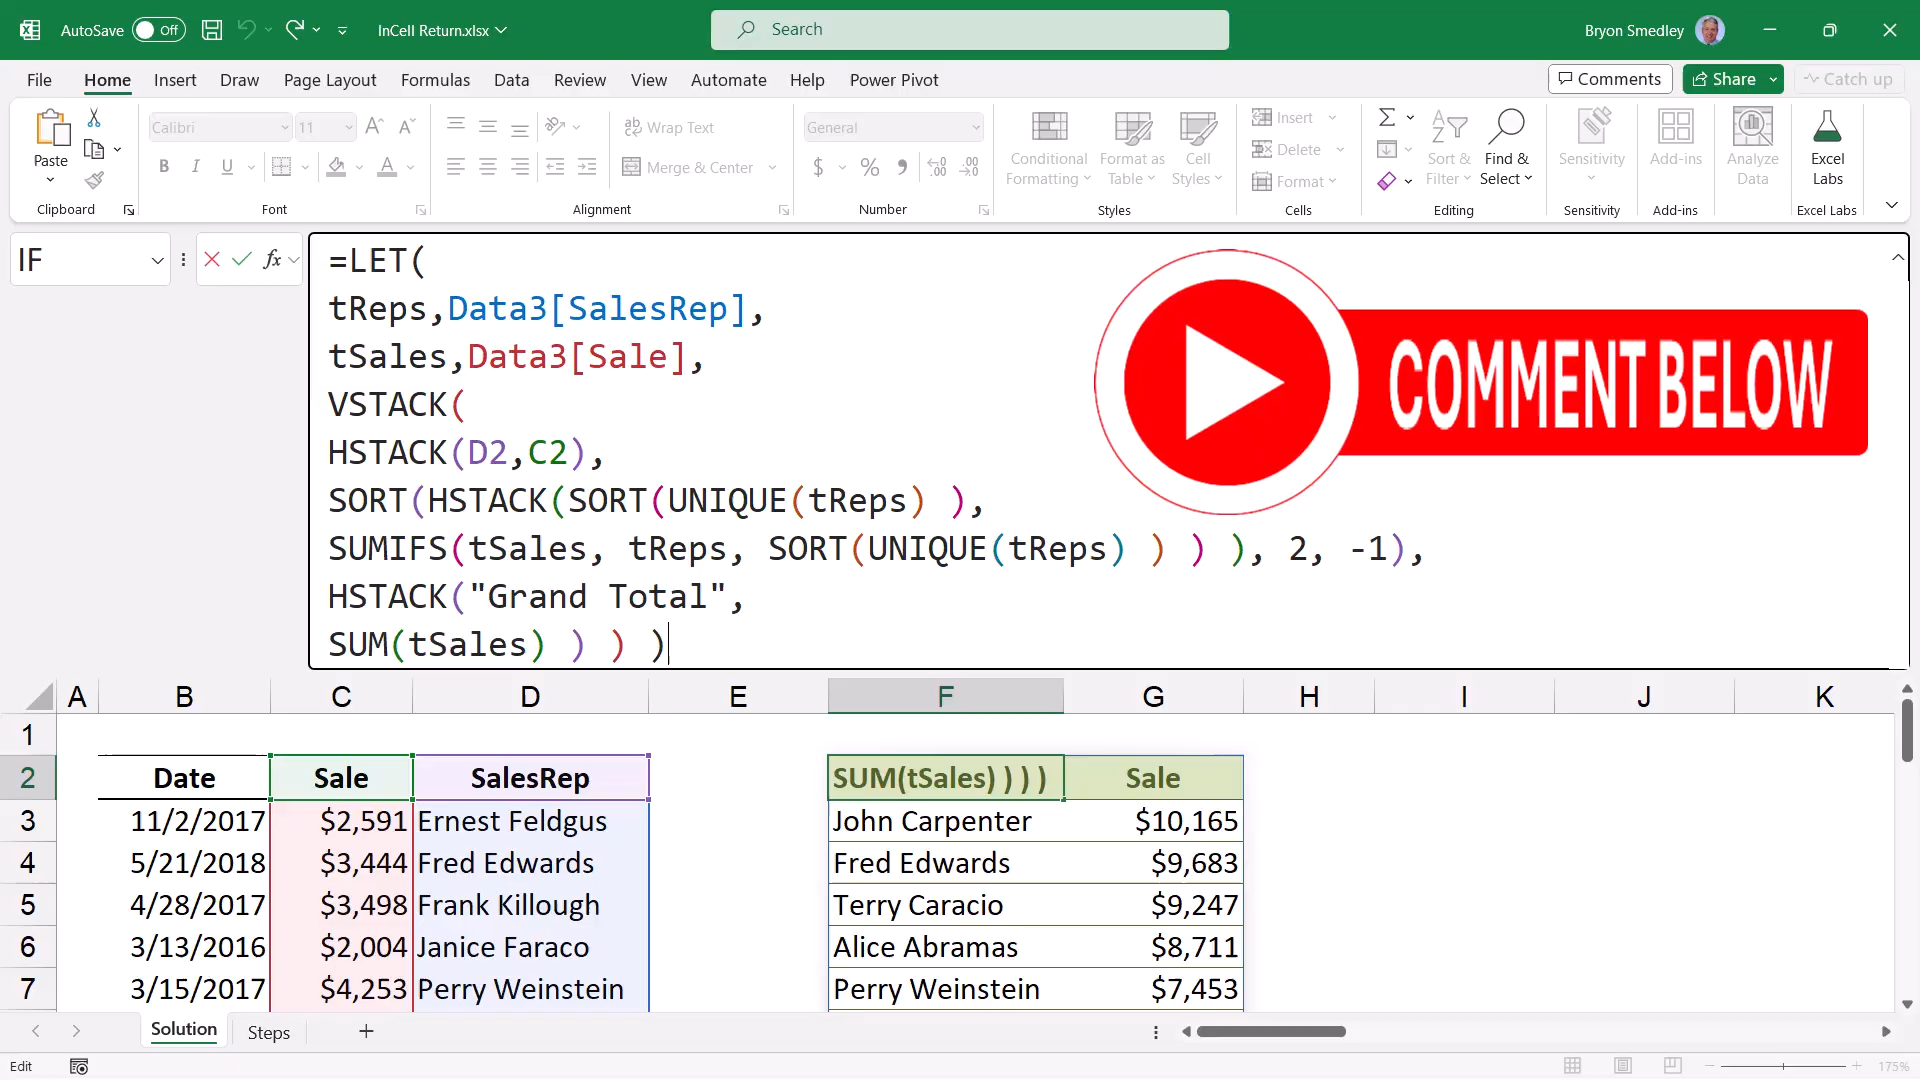 AutoSave Off InCell Return.xlsx Search Bryon Smedley
File Home Insert Draw Page Layout Formulas Data Review View Automate Help Power Pivot Comments Share Catch up
Paste
Calibri 11
B I U
Wrap Text
Merge & Center
General
$ %
Conditional Formatting
Format as Table
Cell Styles
Insert
Delete
Format
Sort & Filter
Find & Select
Sensitivity
Add-ins
Analyze Data
Excel Labs
Clipboard Font Alignment Number Styles Cells Editing Sensitivity Add-ins Excel Labs
IF fx
=LET(
tReps,Data3[SalesRep],
tSales,Data3[Sale],
VSTACK(
HSTACK(D2,C2),
SORT(HSTACK(SORT(UNIQUE(tReps) ),
SUMIFS(tSales, tReps, SORT(UNIQUE(tReps) ) ) ), 2, -1),
HSTACK("Grand Total",
SUM(tSales) ) ) )
COMMENT BELOW
A B C D E F G H I J K
1
2 Date Sale SalesRep SUM(tSales) ) ) ) Sale
3 11/2/2017 $2,591 Ernest Feldgus John Carpenter $10,165
4 5/21/2018 $3,444 Fred Edwards Fred Edwards $9,683
5 4/28/2017 $3,498 Frank Killough Terry Caracio $9,247
6 3/13/2016 $2,004 Janice Faraco Alice Abramas $8,711
7 3/15/2017 $4,253 Perry Weinstein Perry Weinstein $7,453
Solution Steps
Edit 175%